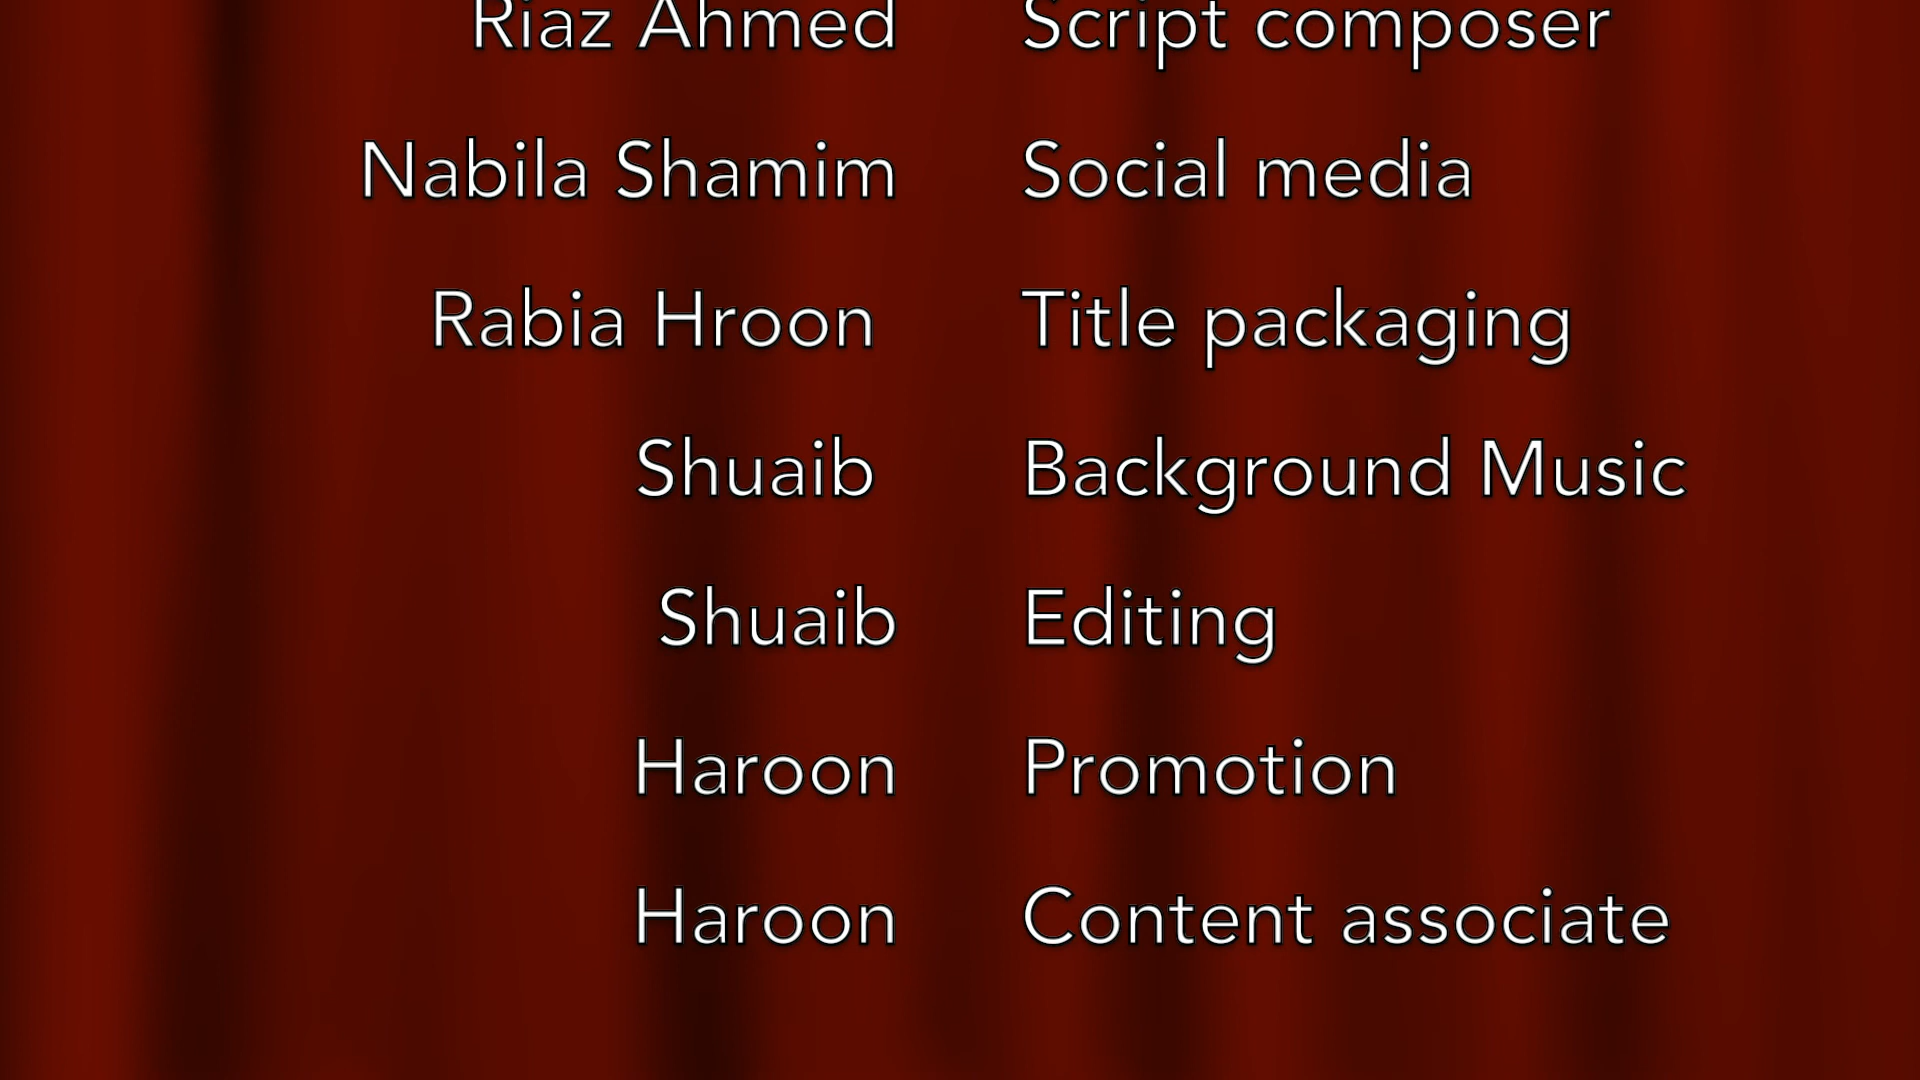 Riaz Ahmed Script composer
Nabila Shamim Social media
Rabia Hroon Title packaging
Shuaib Background Music
Shuaib Editing
Haroon Promotion
Haroon Content associate